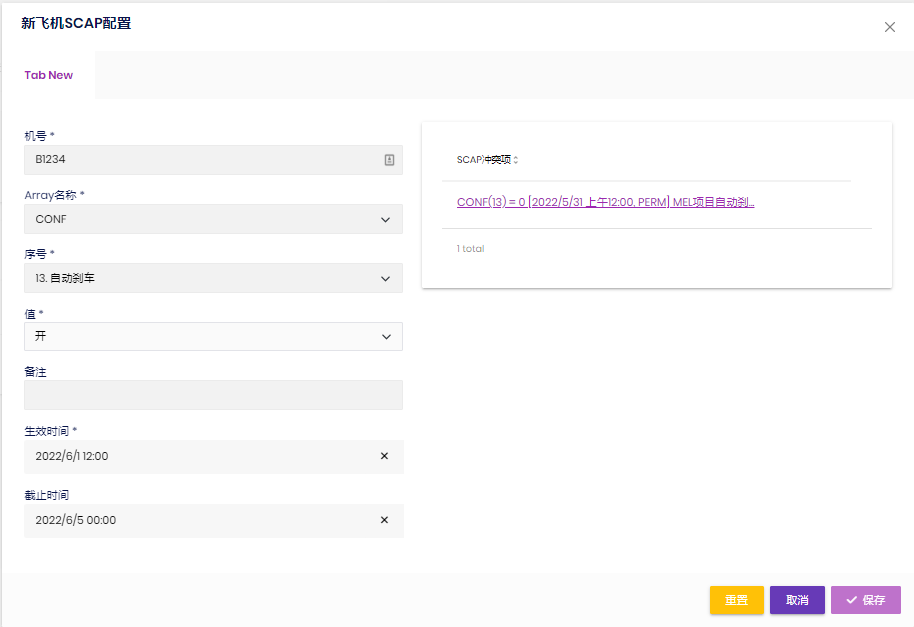 新飞机SCAP配置
Tab New
机号 *
B1234
Array名称 *
CONF
序号 *
13. 自动刹车
值 *
开
备注
生效时间 *
2022/6/1 12:00
截止时间
2022/6/5 00:00
SCAP冲突项
CONF(13) = 0 [2022/5/31 上午12:00, PERM] MEL项目自动刹...
1 total
重置
取消
保存